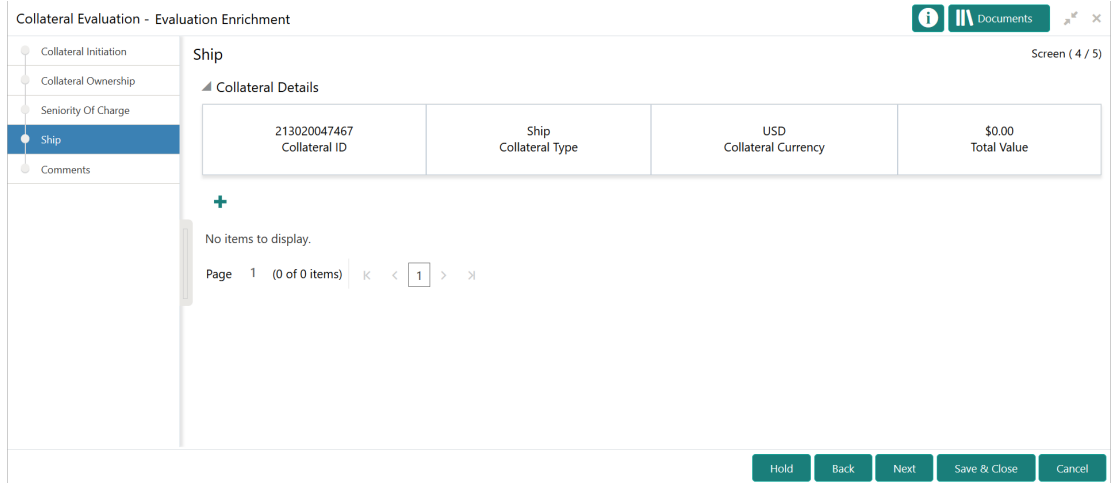 Collateral Evaluation - Evaluation Enrichment
i Documents
Collateral Initiation
Collateral Ownership
Seniority Of Charge
Ship
Comments
Ship
Screen ( 4 / 5)
Collateral Details
213020047467 Ship USD $0.00
Collateral ID Collateral Type Collateral Currency Total Value
No items to display.
Page 1 (0 of 0 items) 1
Hold Back Next Save & Close Cancel